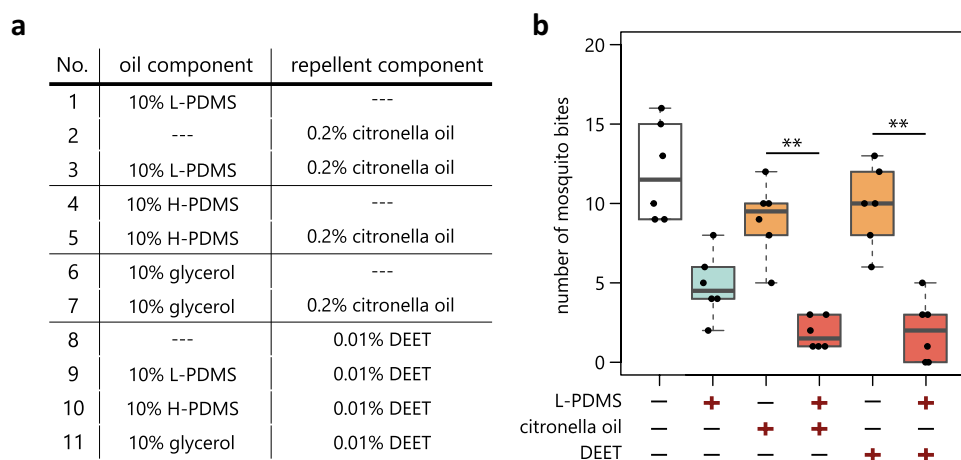 a
No. oil component repellent component
1 10% L-PDMS ---
2 --- 0.2% citronella oil
3 10% L-PDMS 0.2% citronella oil
4 10% H-PDMS ---
5 10% H-PDMS 0.2% citronella oil
6 10% glycerol ---
7 10% glycerol 0.2% citronella oil
8 --- 0.01% DEET
9 10% L-PDMS 0.01% DEET
10 10% H-PDMS 0.01% DEET
11 10% glycerol 0.01% DEET
b
number of mosquito bites
20
15
10
5
0
** **
L-PDMS − + − + − +
citronella oil − − + + − −
DEET − − − − + +